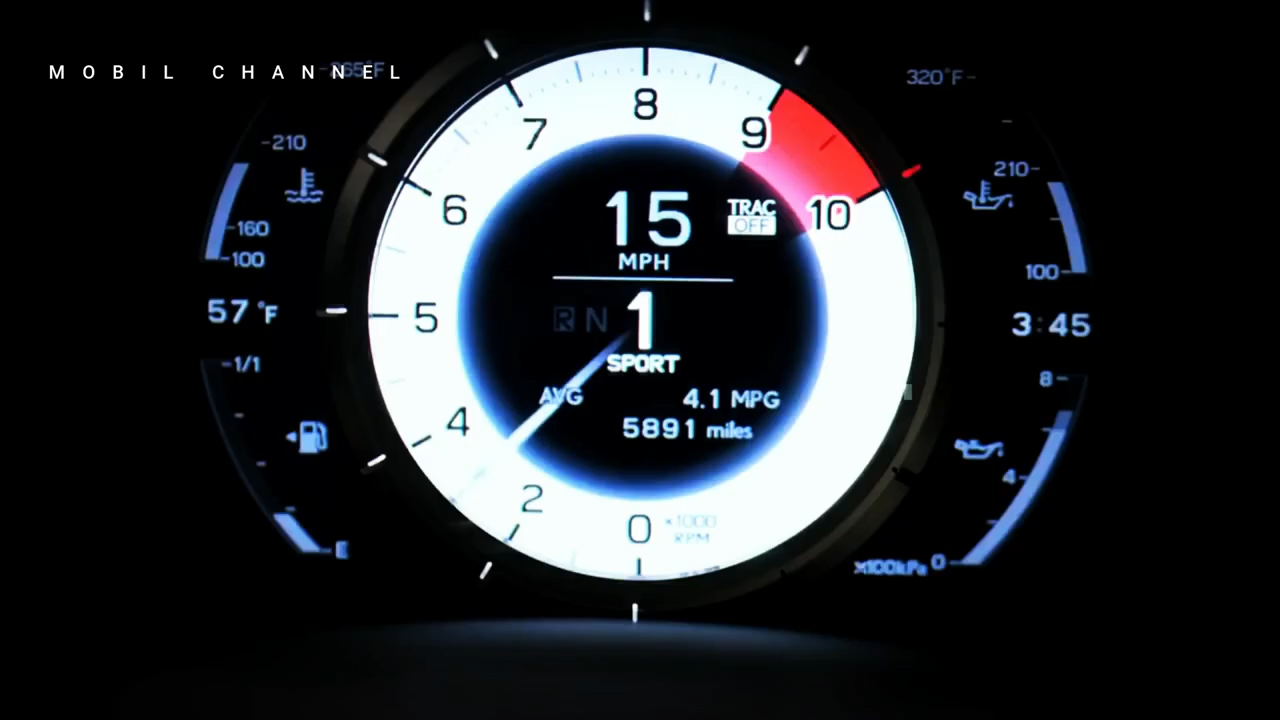 MOBIL CHANNEL
265°F
320°F
210
210
160
100
100
57 °F
3:45
1/1
8
4
E
×100kPa 0
8
7
9
6
10
5
4
2
0
×1000
RPM
15
MPH
TRAC
OFF
R N 1
SPORT
AVG 4.1 MPG
5891 miles